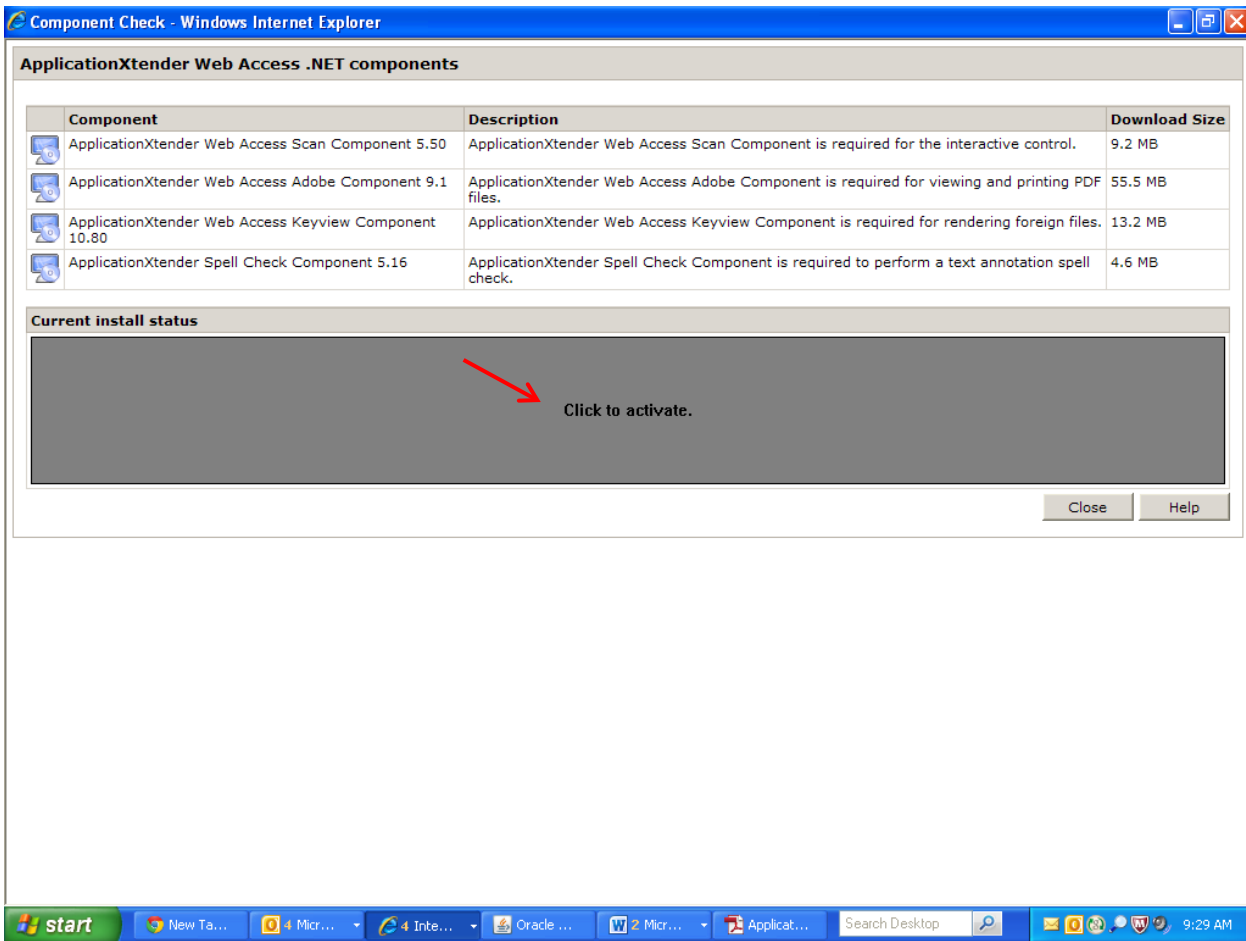 Component Check - Windows Internet Explorer
ApplicationXtender Web Access .NET components
Component Description Download Size
ApplicationXtender Web Access Scan Component 5.50 ApplicationXtender Web Access Scan Component is required for the interactive control. 9.2 MB
ApplicationXtender Web Access Adobe Component 9.1 ApplicationXtender Web Access Adobe Component is required for viewing and printing PDF 55.5 MB
files.
ApplicationXtender Web Access Keyview Component ApplicationXtender Web Access Keyview Component is required for rendering foreign files. 13.2 MB
10.80
ApplicationXtender Spell Check Component 5.16 ApplicationXtender Spell Check Component is required to perform a text annotation spell 4.6 MB
check.
Current install status
Click to activate.
Close Help
start New Ta... 4 Micr... 4 Inte... Oracle ... 2 Micr... Applicat... Search Desktop 9:29 AM